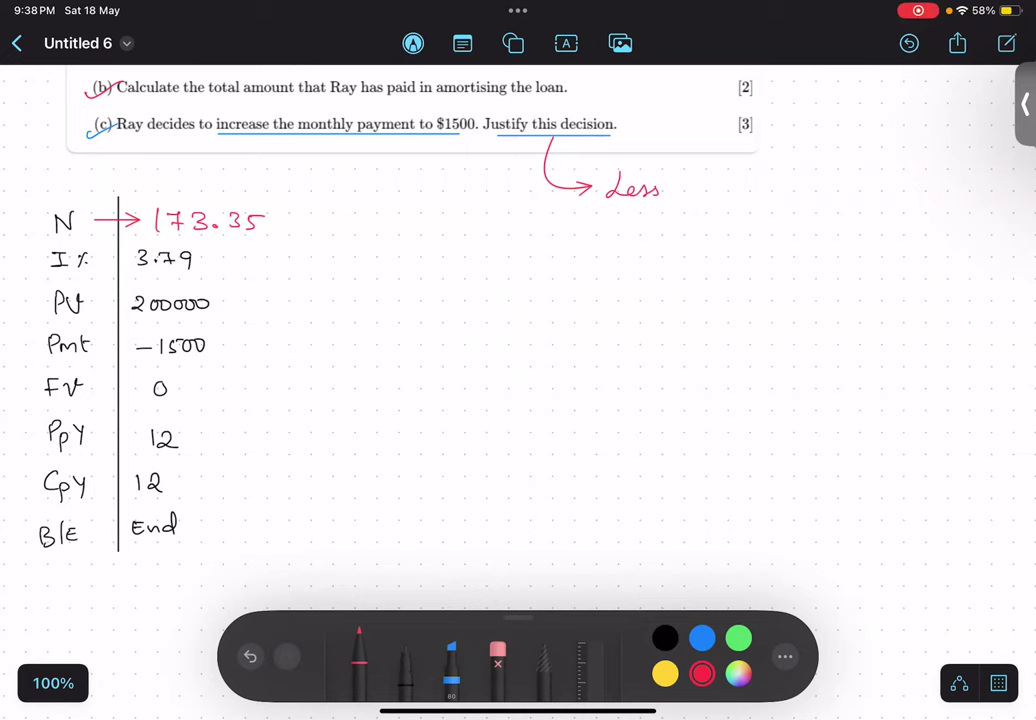 9:38 PM Sat 18 May
58%
Untitled 6
(b) Calculate the total amount that Ray has paid in amortising the loan. [2]
(c) Ray decides to increase the monthly payment to $1500. Justify this decision. [3]
Less
N → 173.35
I % 3.79
PV 200000
Pmt -1500
FV 0
PpY 12
CpY 12
B/E End
80
100%